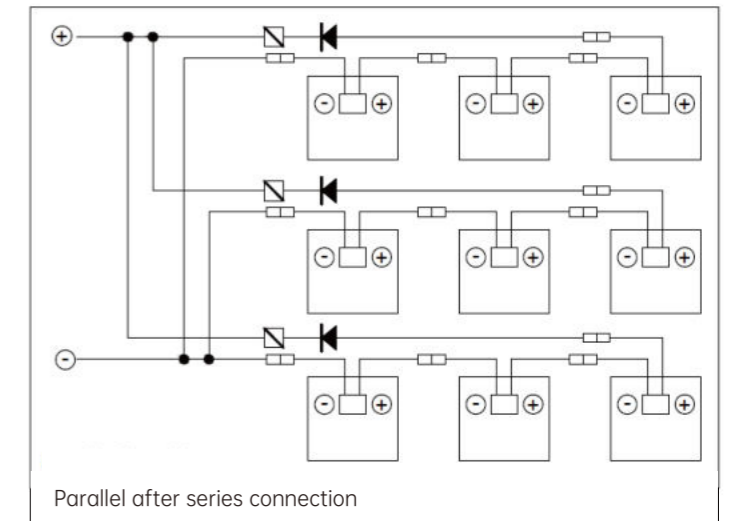 +
- + - + - +
- + - + - +
-
- + - + - +
Parallel after series connection